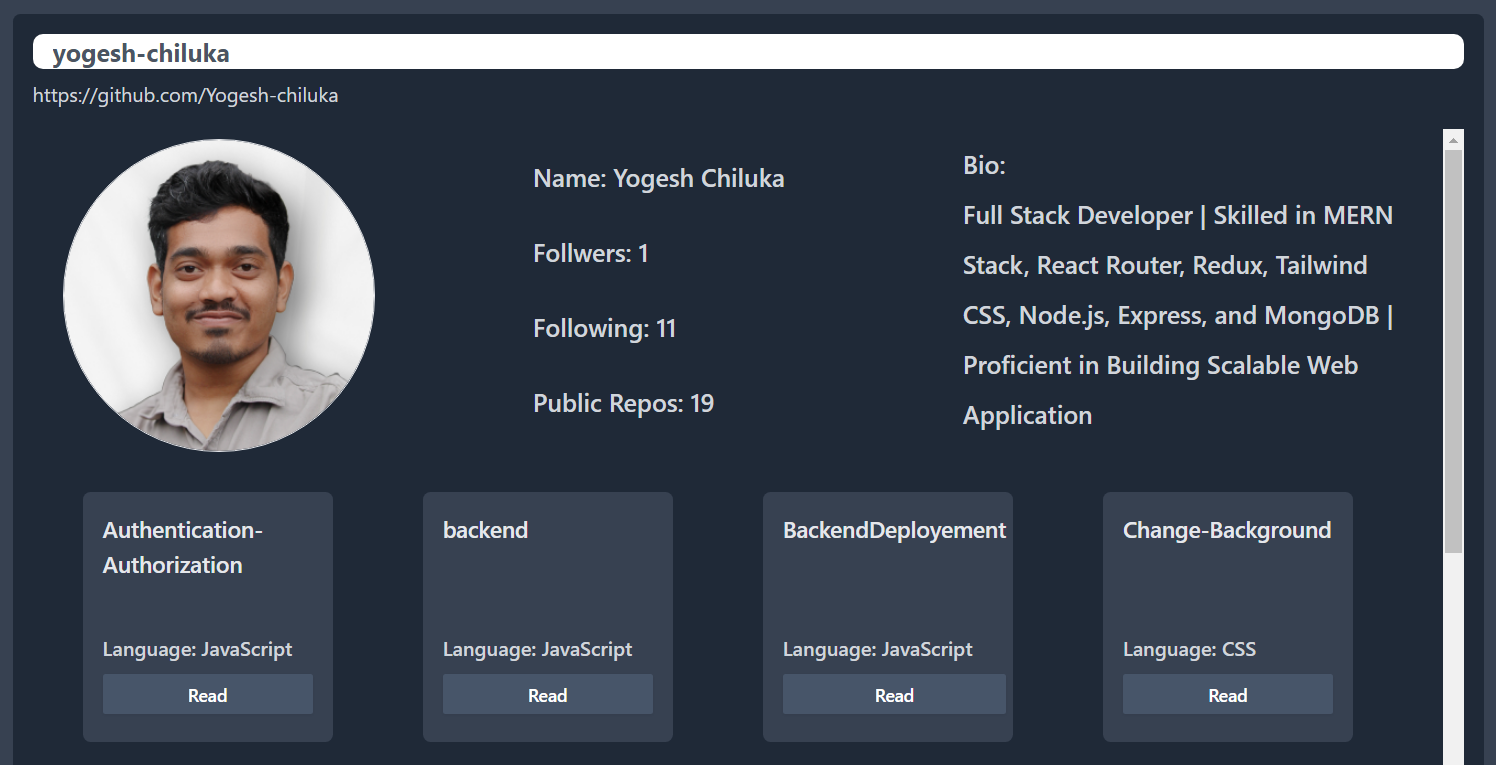 yogesh-chiluka
https://github.com/Yogesh-chiluka
Name: Yogesh Chiluka
Follwers: 1
Following: 11
Public Repos: 19
Bio:
Full Stack Developer | Skilled in MERN
Stack, React Router, Redux, Tailwind
CSS, Node.js, Express, and MongoDB |
Proficient in Building Scalable Web
Application
Authentication-
Authorization
Language: JavaScript
Read
backend
Language: JavaScript
Read
BackendDeployement
Language: JavaScript
Read
Change-Background
Language: CSS
Read